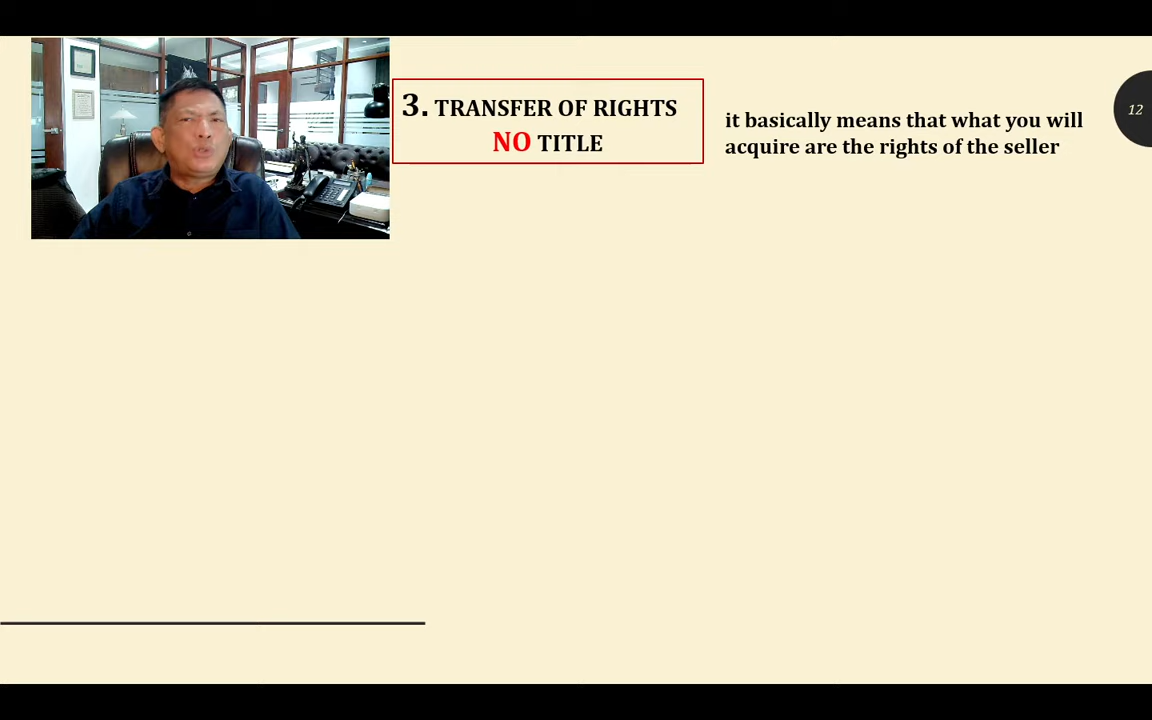 3. TRANSFER OF RIGHTS
NO TITLE
it basically means that what you will
acquire are the rights of the seller
12